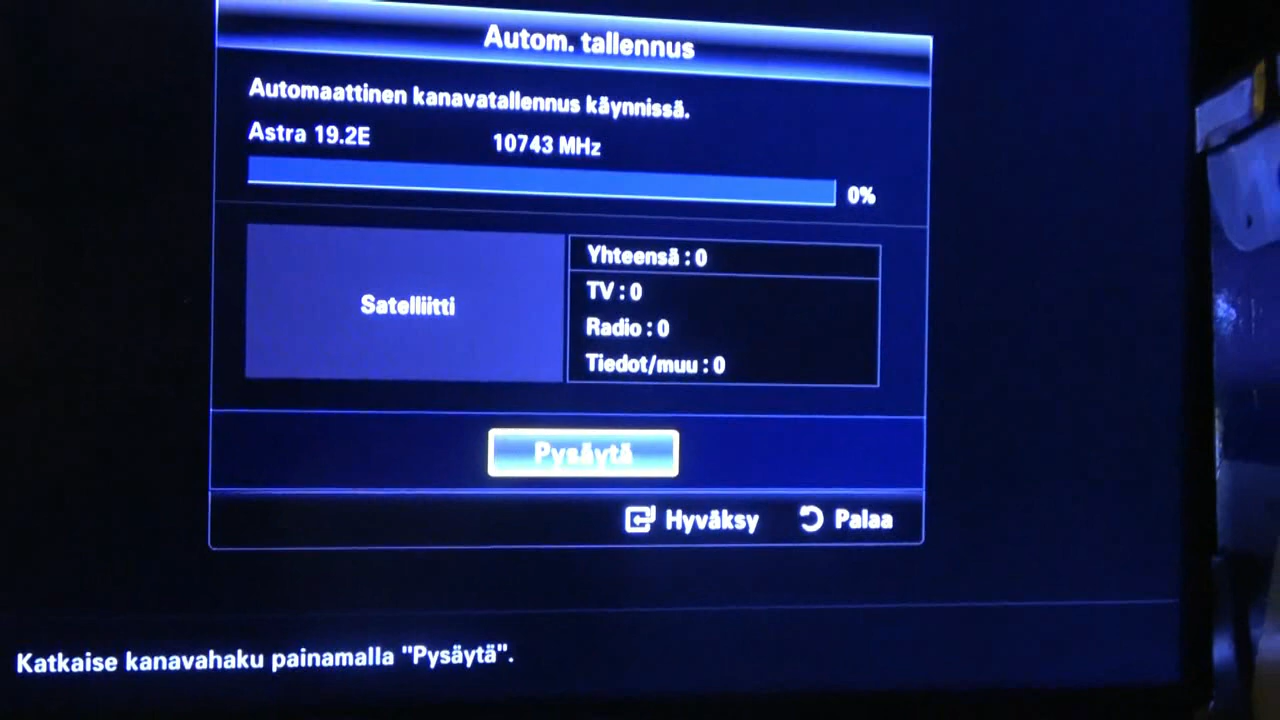 Autom. tallennus
Automaattinen kanavatallennus käynnissä.
Astra 19.2E 10743 MHz
0%
Satelliitti
Yhteensä : 0
TV : 0
Radio : 0
Tiedot/muu : 0
Pysäytä
Hyväksy Palaa
Katkaise kanavahaku painamalla "Pysäytä".